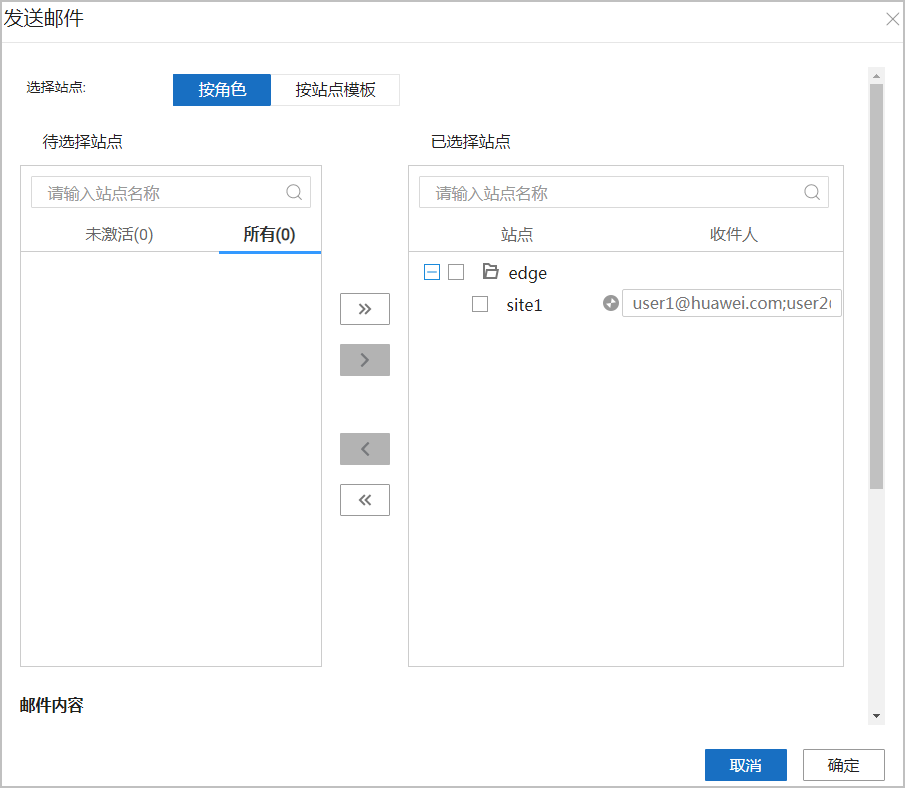 发送邮件
选择站点:
按角色
按站点模板
待选择站点
已选择站点
请输入站点名称
请输入站点名称
未激活(0)
所有(0)
站点
收件人
edge
site1
user1@huawei.com;user2
邮件内容
取消
确定